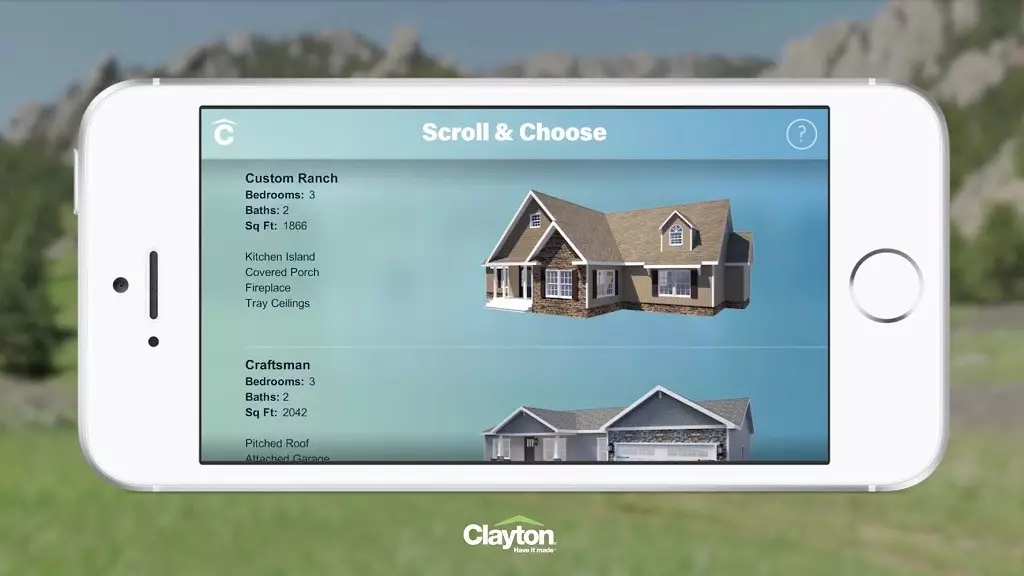 C
Scroll & Choose
?
Custom Ranch
Bedrooms: 3
Baths: 2
Sq Ft: 1866
Kitchen Island
Covered Porch
Fireplace
Tray Ceilings
Craftsman
Bedrooms: 3
Baths: 2
Sq Ft: 2042
Pitched Roof
Attached Garage
Clayton
Have it made